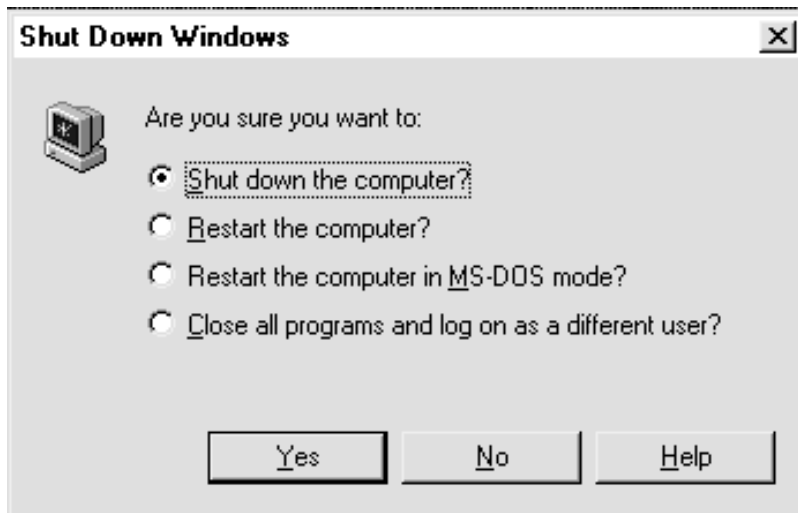 Shut Down Windows
Are you sure you want to:
Shut down the computer?
Restart the computer?
Restart the computer in MS-DOS mode?
Close all programs and log on as a different user?
Yes No Help